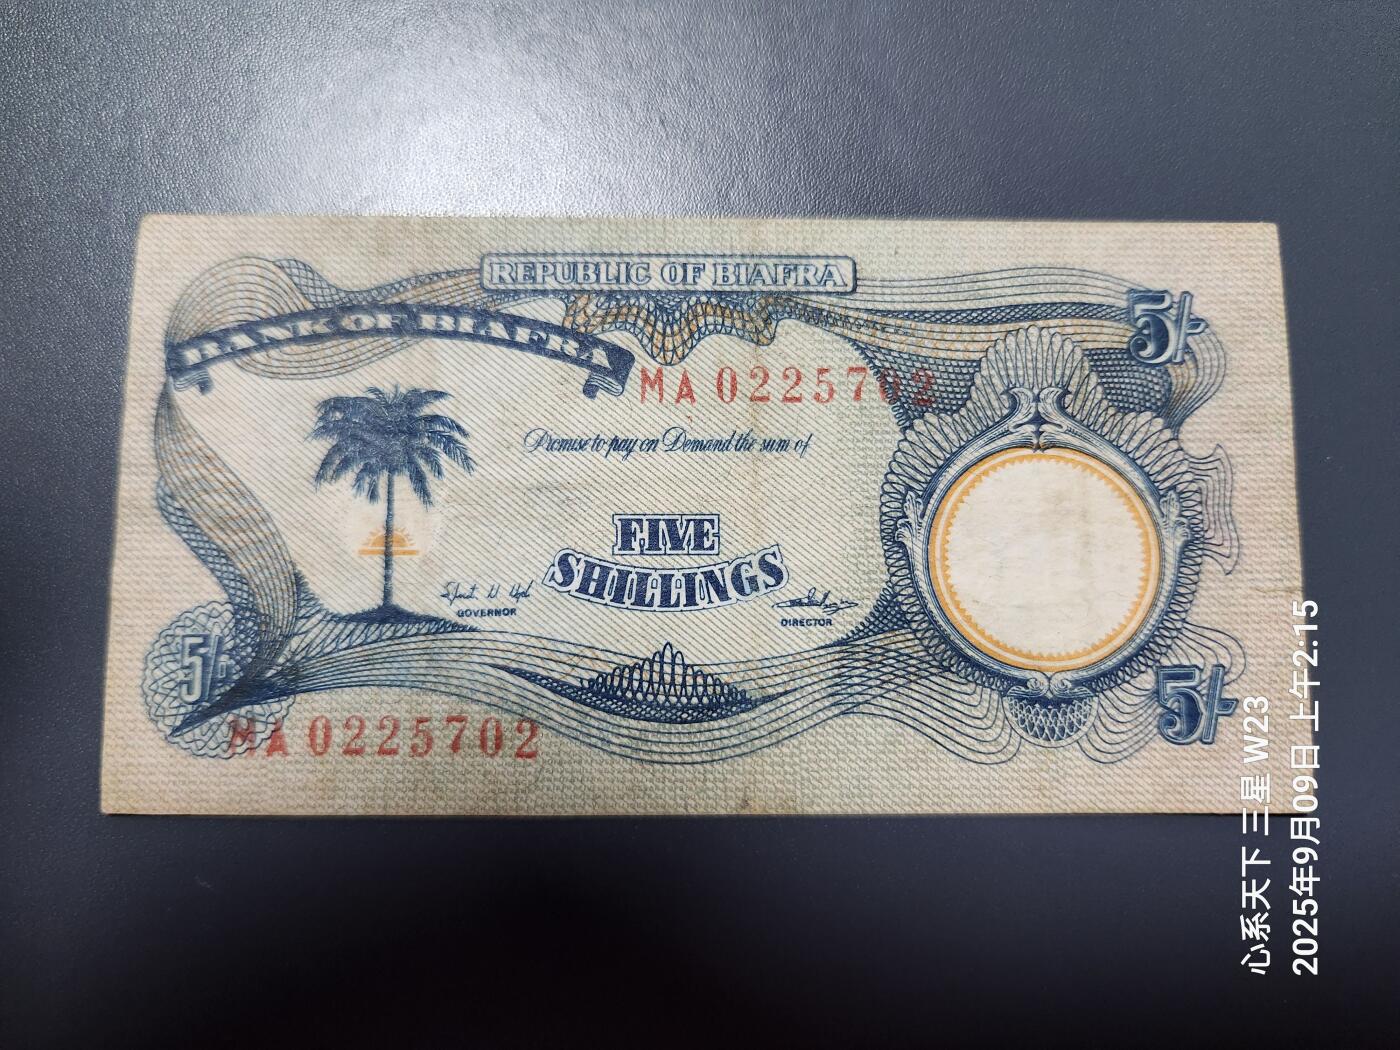 REPUBLIC OF BIAFRA
BANK OF BIAFRA
5/-
MA 0225702
Promise to pay on Demand the sum of
FIVE
SHILLINGS
GOVERNOR
DIRECTOR
5/-
5/-
MA 0225702
心系天下 三星 W23
2025年9月09日 上午2:15